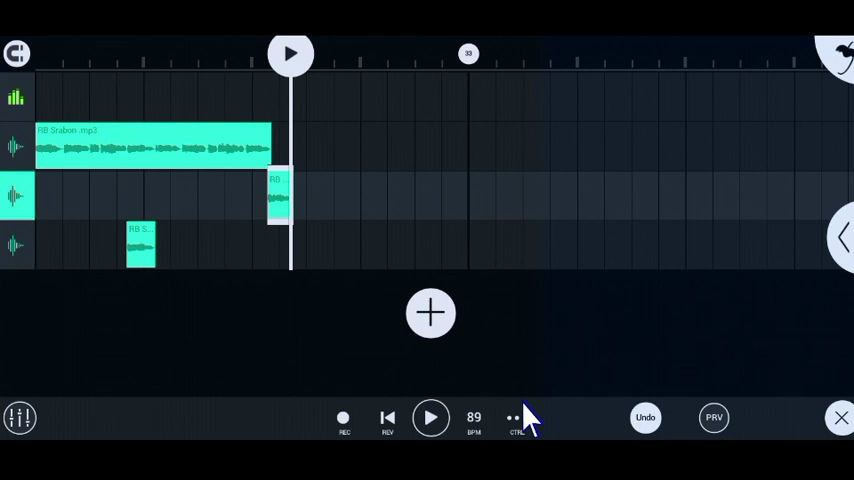 33
RB Srabon .mp3
RB ...
RB S...
89
Undo
PRV
REC
REV
BPM
CTRL